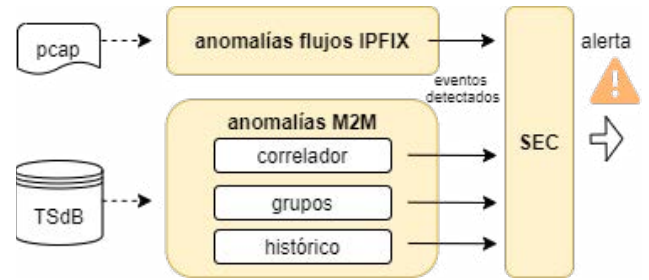 pcap
anomalías flujos IPFIX
eventos
detectados
alerta
SEC
anomalías M2M
correlador
grupos
histórico
TSdB